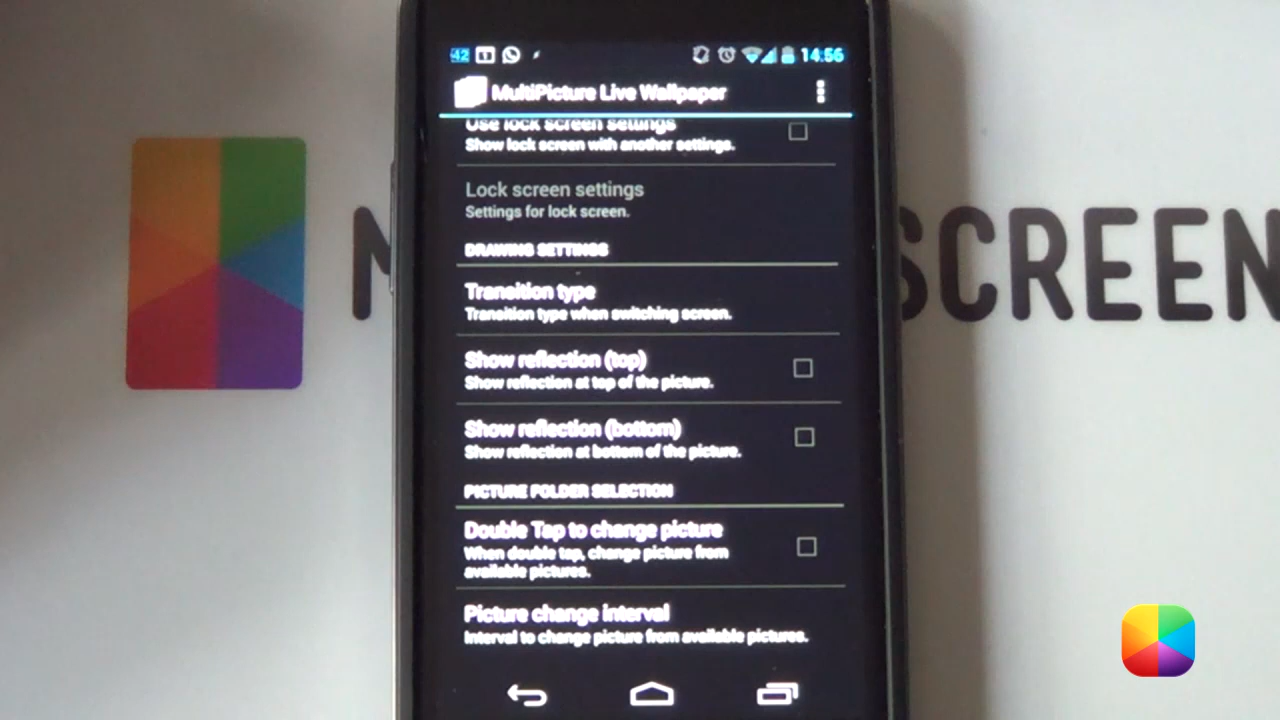 42 1 14:56
MultiPicture Live Wallpaper
Use lock screen settings
Show lock screen with another settings.
Lock screen settings
Settings for lock screen.
DRAWING SETTINGS
Transition type
Transition type when switching screen.
Show reflection (top)
Show reflection at top of the picture.
Show reflection (bottom)
Show reflection at bottom of the picture.
PICTURE FOLDER SELECTION
Double Tap to change picture
When double tap, change picture from
available pictures.
Picture change interval
Interval to change picture from available pictures.
SCREEN